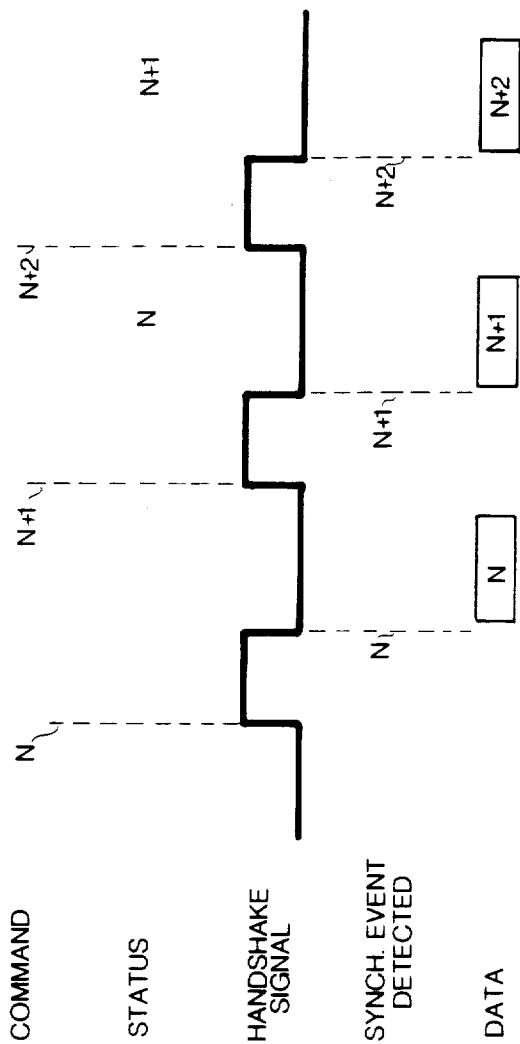 COMMAND
N
N+1
N+2
STATUS
N
N+1
HANDSHAKE
SIGNAL
SYNCH. EVENT
DETECTED
N
N+1
N+2
DATA
N
N+1
N+2